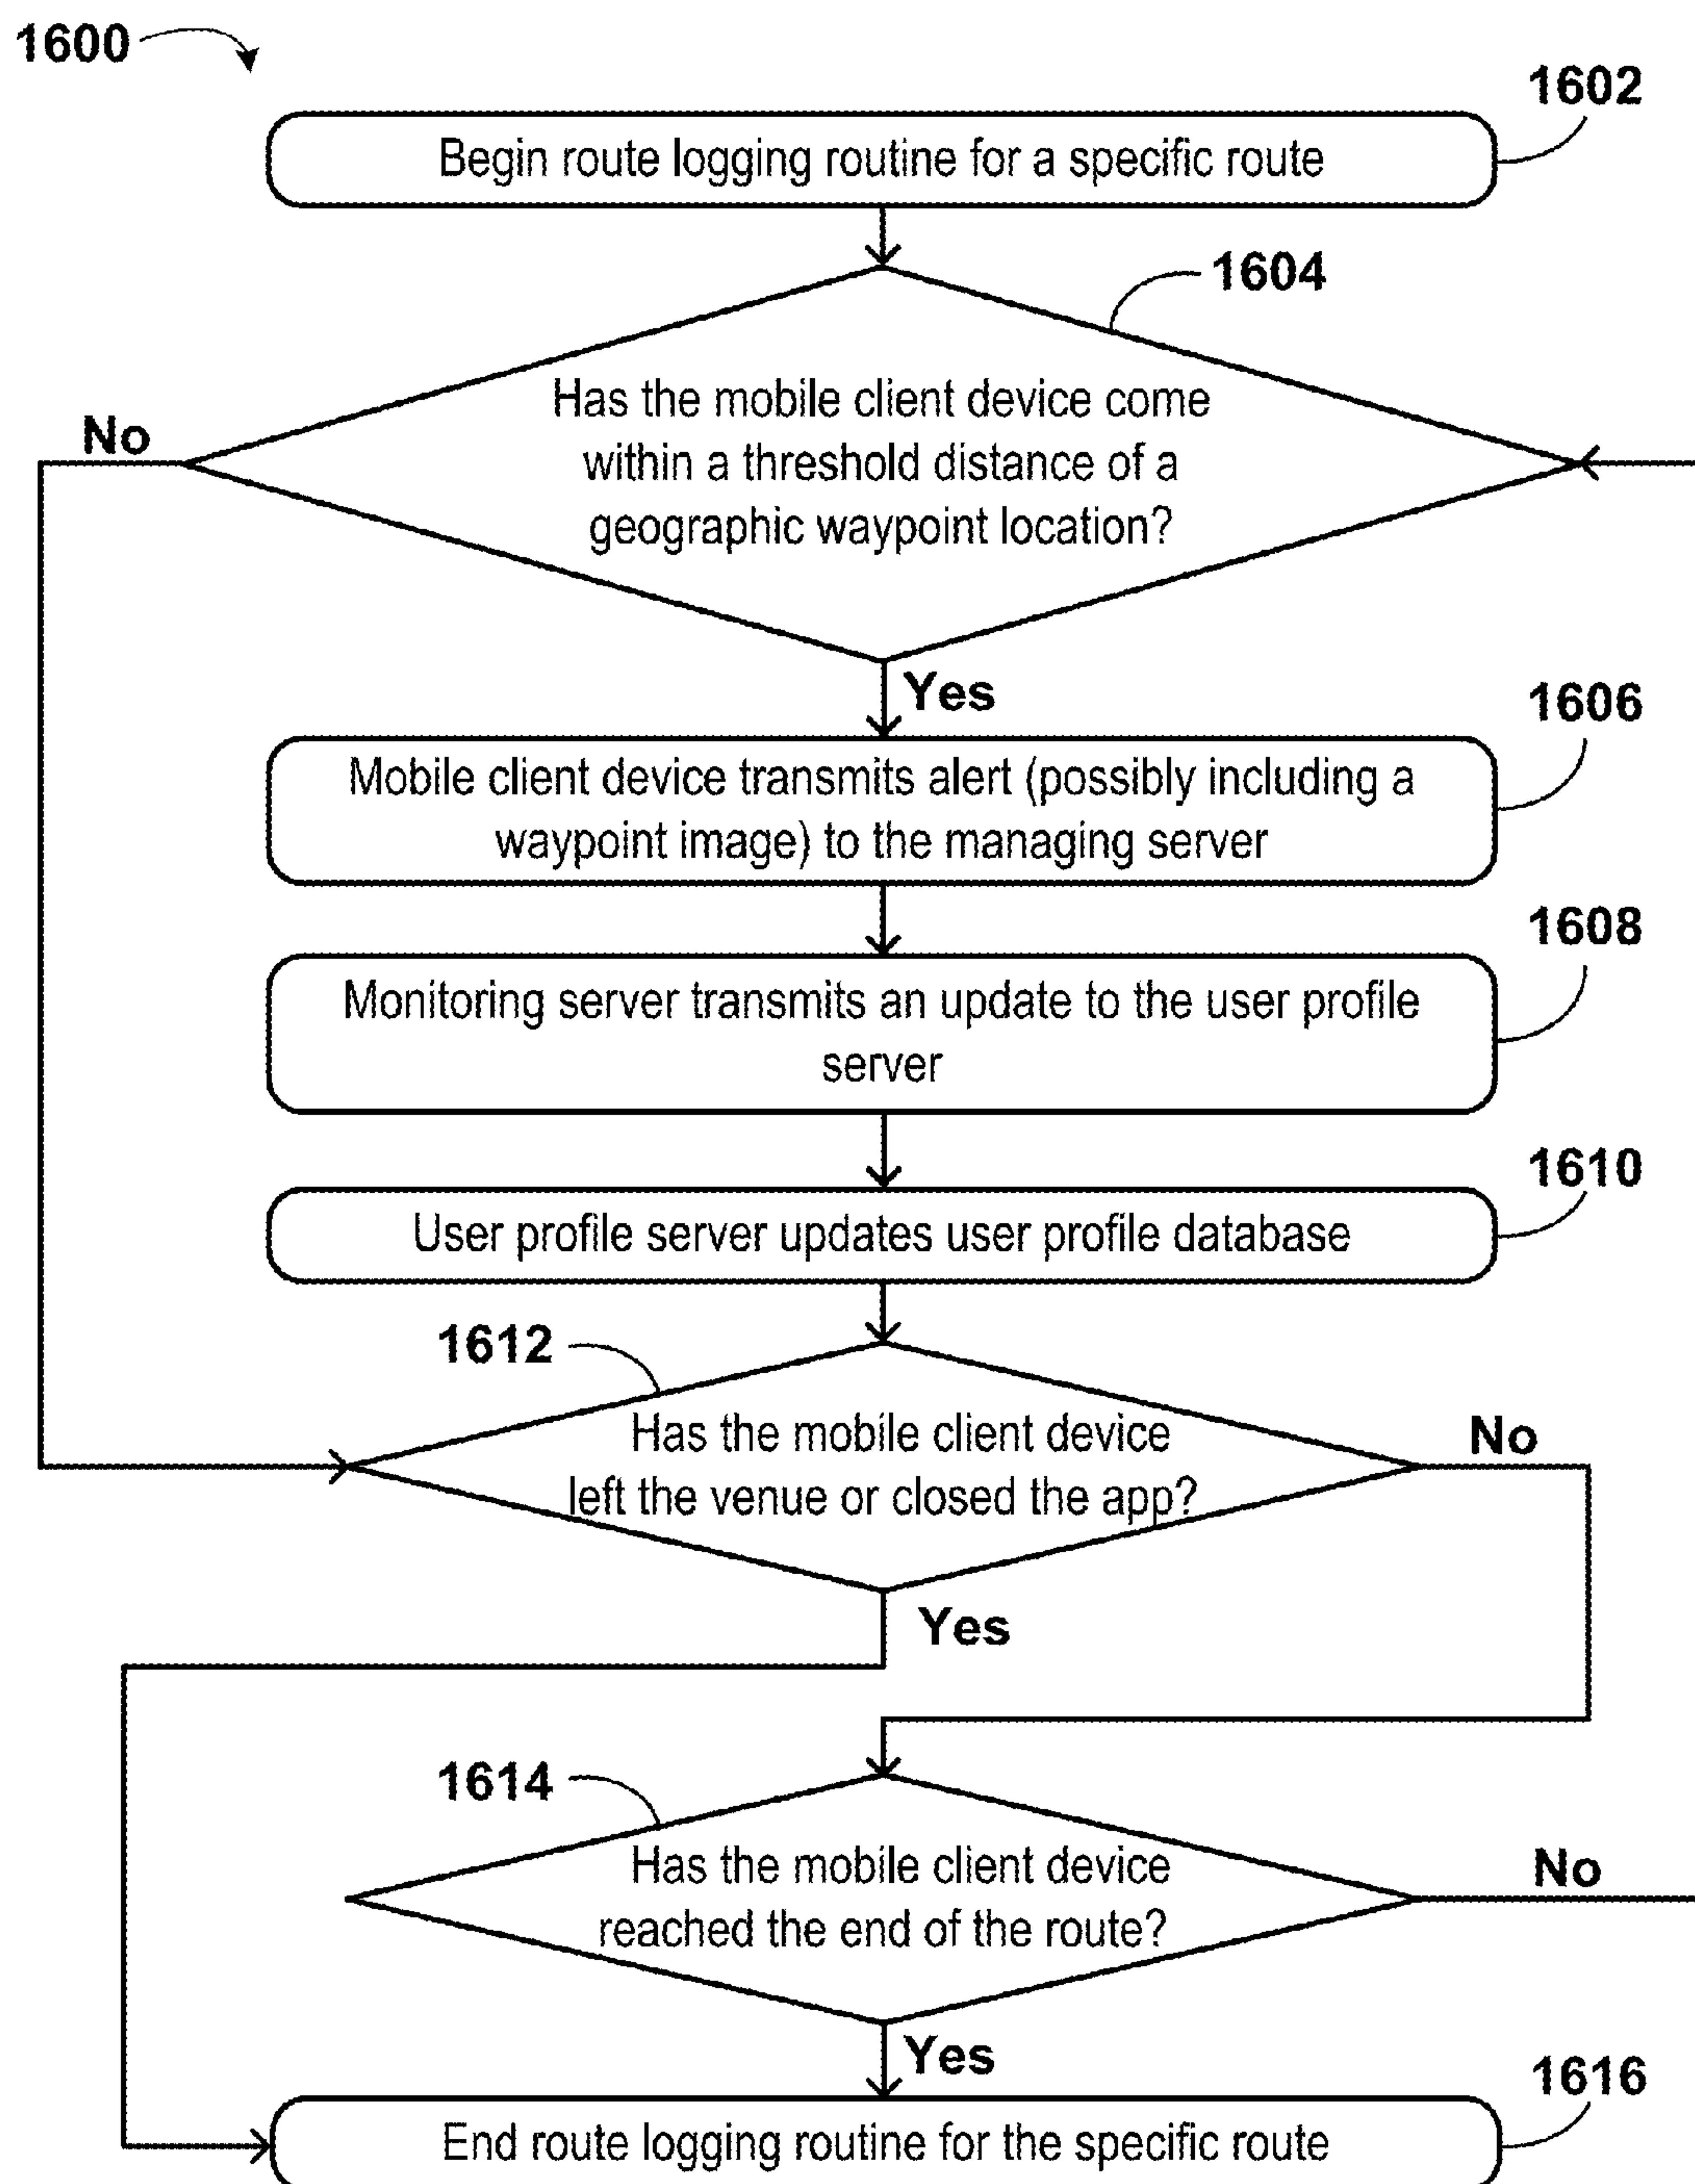 1600
1602
Begin route logging routine for a specific route
1604
Has the mobile client device come
within a threshold distance of a
geographic waypoint location?
No
Yes
1606
Mobile client device transmits alert (possibly including a
waypoint image) to the managing server
1608
Monitoring server transmits an update to the user profile
server
1610
User profile server updates user profile database
1612
Has the mobile client device
left the venue or closed the app?
No
Yes
1614
Has the mobile client device
reached the end of the route?
No
Yes
1616
End route logging routine for the specific route